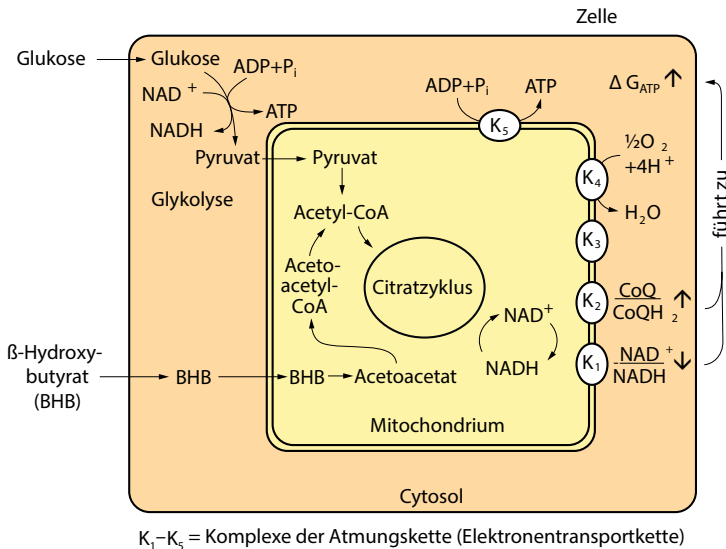 Zelle
Glukose
Glukose
ADP+Pᵢ
NAD⁺
NADH
ATP
Pyruvat
Glykolyse
ADP+Pᵢ
ATP
K₅
Δ G_ATP ↑
½O₂
+4H⁺
K₄
H₂O
K₃
führt zu
Pyruvat
Acetyl-CoA
Aceto-
acetyl-
CoA
Citratzyklus
NAD⁺
NADH
K₂
CoQ
CoQH₂ ↑
K₁
NAD⁺
NADH ↓
ß-Hydroxy-
butyrat
(BHB)
BHB
BHB
Acetoacetat
Mitochondrium
Cytosol
K₁–K₅ = Komplexe der Atmungskette (Elektronentransportkette)